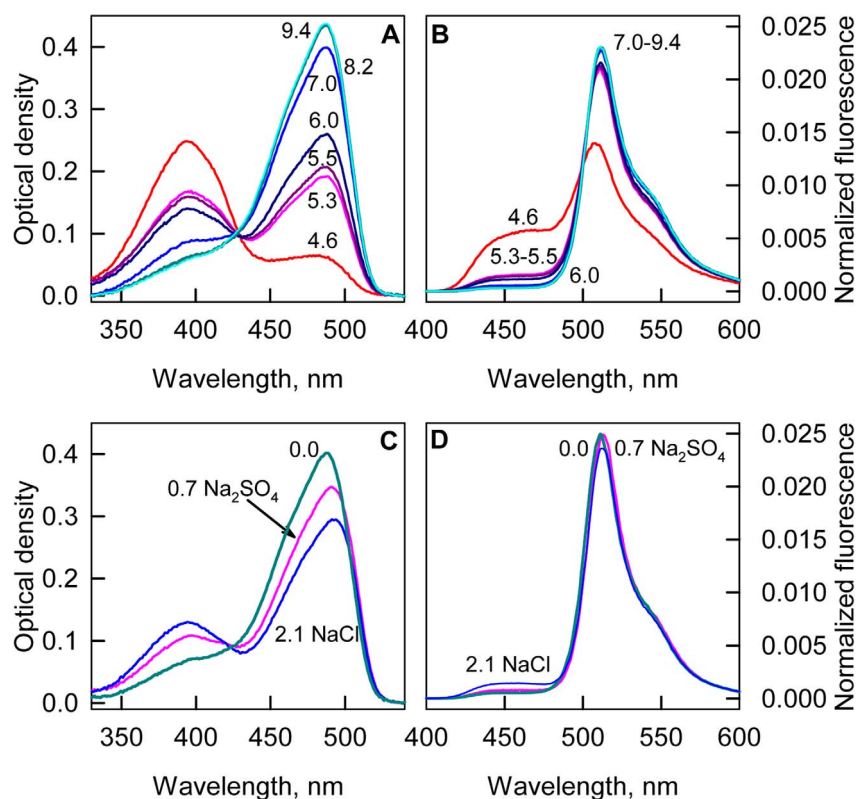 A
0.4
0.3
0.2
0.1
0.0
Optical density
9.4
8.2
7.0
6.0
5.5
5.3
4.6
350 400 450 500
Wavelength, nm
B
7.0-9.4
4.6
5.3-5.5
6.0
0.025
0.020
0.015
0.010
0.005
0.000
Normalized fluorescence
400 450 500 550 600
Wavelength, nm
C
0.4
0.3
0.2
0.1
0.0
Optical density
0.0
0.7 Na₂SO₄
2.1 NaCl
350 400 450 500
Wavelength, nm
D
0.0
0.7 Na₂SO₄
2.1 NaCl
0.025
0.020
0.015
0.010
0.005
0.000
Normalized fluorescence
400 450 500 550 600
Wavelength, nm